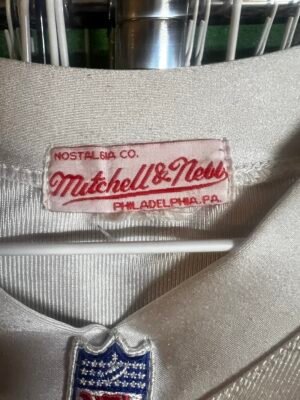 NOSTALGIA CO.
Mitchell & Ness
PHILADELPHIA, PA.